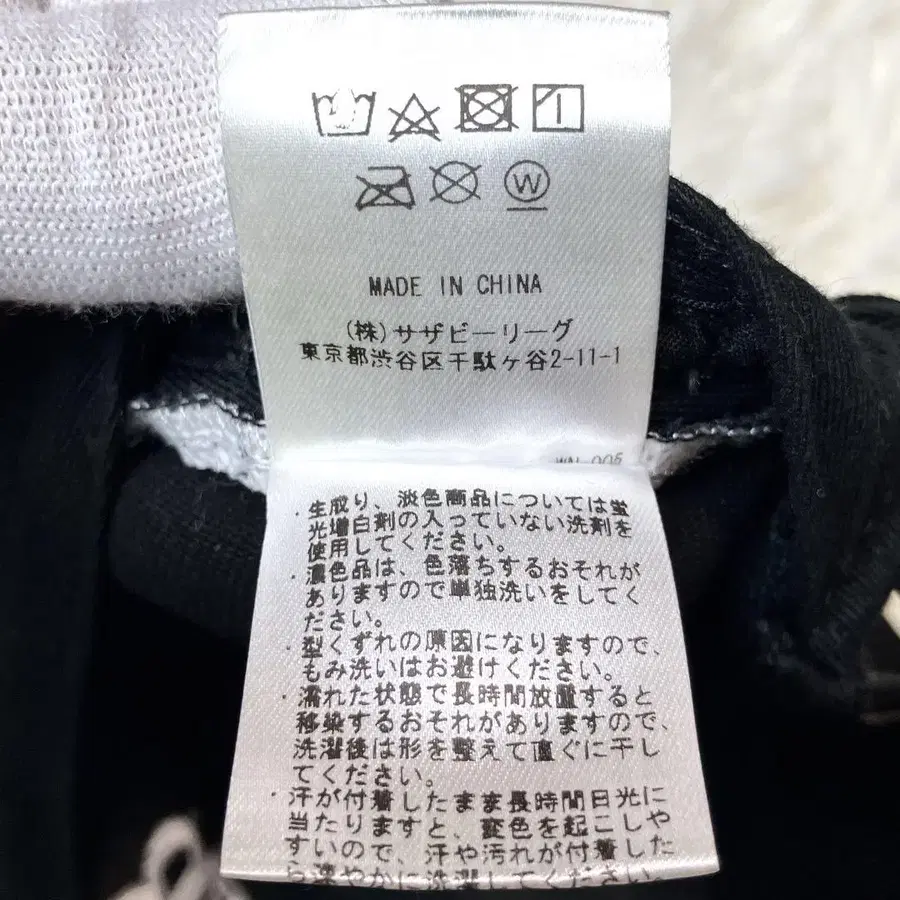 W
MADE IN CHINA
(株)サザビーリーグ
東京都渋谷区千駄ヶ谷2-11-1
・生取り、淡色商品については蛍
光増白剤の入っていない洗剤を
使用してください。
・濃色品は、色落ちするおそれが
ありますので単独洗いをしてく
ださい。
・型くずれの原因になりますので、
もみ洗いはお避けください。
・濡れた状態で長時間放置すると
移染するおそれがありますので、
洗濯後は形を整えて直ぐに干し
てください。
・汗が付着したまま長時間日光に
当たりますと、変色を起こしや
すいので、汗や汚れが付着した
ら速やかに洗濯してください。